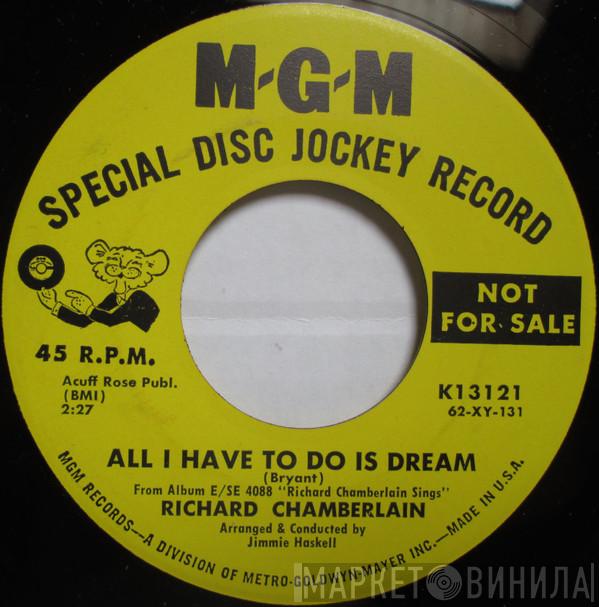 M-G-M
SPECIAL DISC JOCKEY RECORD
NOT
FOR SALE
45 R.P.M.
Acuff Rose Publ.
(BMI)
2:27
K13121
62-XY-131
ALL I HAVE TO DO IS DREAM
(Bryant)
From Album E/SE 4088 "Richard Chamberlain Sings"
RICHARD CHAMBERLAIN
Arranged & Conducted by
Jimmie Haskell
MGM RECORDS—A DIVISION OF METRO-GOLDWYN-MAYER INC.—MADE IN U.S.A.
МАРКЕТ ВИНИЛА